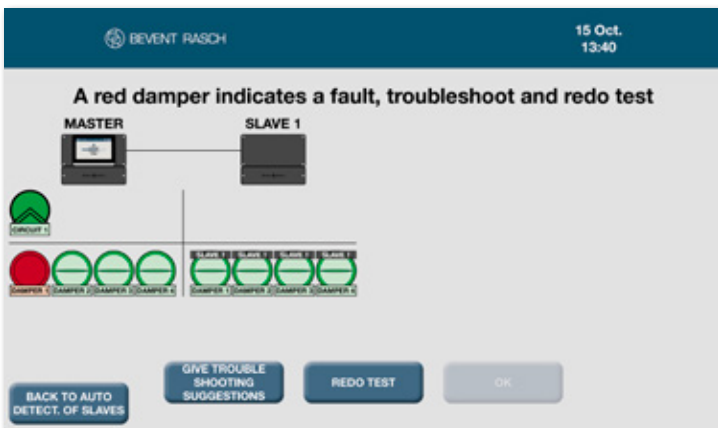 BEVENT RASCH
15 Oct.
13:40
A red damper indicates a fault, troubleshoot and redo test
MASTER
SLAVE 1
CIRCUIT 1
SLAVE 1 SLAVE 1 SLAVE 1 SLAVE 1
DAMPER 1 DAMPER 2 DAMPER 3 DAMPER 4
DAMPER 1 DAMPER 2 DAMPER 3 DAMPER 4
GIVE TROUBLE
SHOOTING
SUGGESTIONS
REDO TEST
OK
BACK TO AUTO
DETECT. OF SLAVES